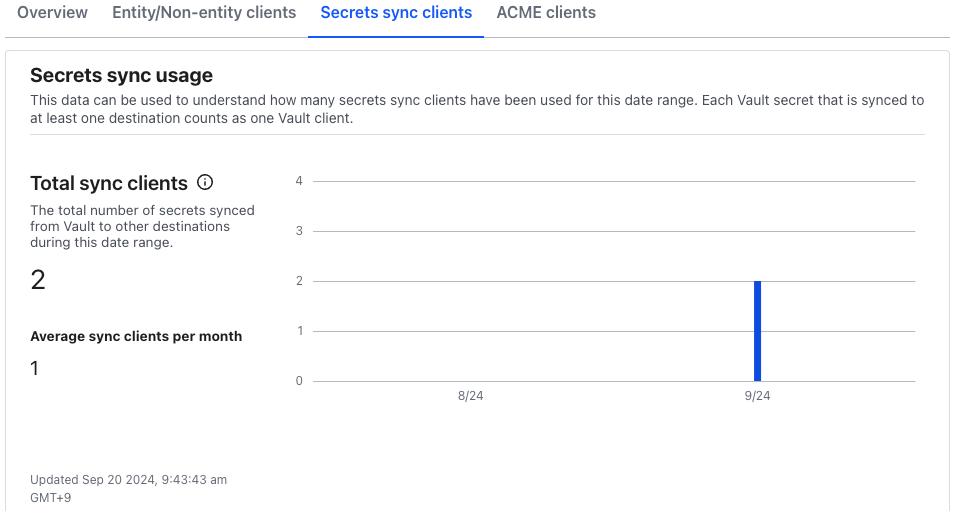 Overview Entity/Non-entity clients Secrets sync clients ACME clients
Secrets sync usage
This data can be used to understand how many secrets sync clients have been used for this date range. Each Vault secret that is synced to
at least one destination counts as one Vault client.
Total sync clients
The total number of secrets synced
from Vault to other destinations
during this date range.
2
Average sync clients per month
1
4
3
2
1
0
8/24 9/24
Updated Sep 20 2024, 9:43:43 am
GMT+9